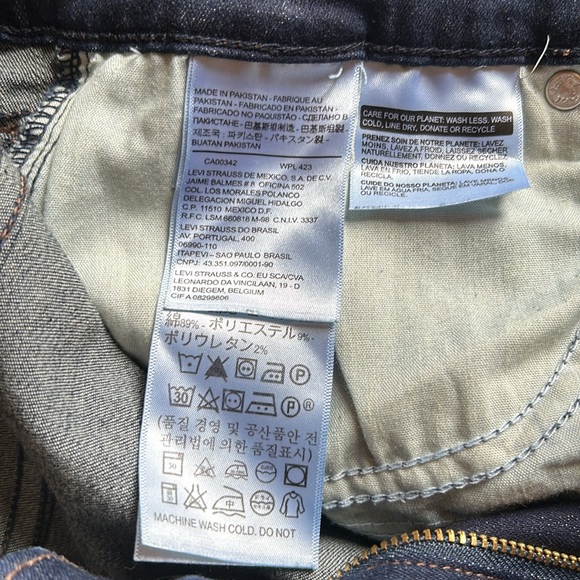 MADE IN PAKISTAN - FABRIQUE AU
PAKISTAN - FABRICADO EN PAKISTÁN -
FABRICADO NO PAQUISTÃO - СДЕЛАНО В
ПАКИСТАНЕ - 巴基斯坦制造 - 巴基斯坦製
제조국 : 파키스탄 - パキスタン製 -
BUATAN PAKISTAN
CA00342 WPL 423
LEVI STRAUSS DE MEXICO, S.A. DE C.V.
JAIME BALMES # 8 OFICINA 502
COL. LOS MORALES POLANCO
DELEGACION MIGUEL HIDALGO
C.P. 11510 MEXICO D.F.
R.F.C. LSM 680818 M-98 C.N.I.V. 3337
LEVI STRAUSS DO BRASIL
AV. PORTUGAL, 400
06990-110
ITAPEVI – SAO PAULO BRASIL
CNPJ: 43.351.097/0001-90
LEVI STRAUSS & CO. EU SCA/CVA
LEONARDO DA VINCILAAN, 19 - D
1831 DIEGEM, BELGIUM
CIF A 08298606
綿89% - ポリエステル9% -
ポリウレタン2%
P
30 P ®
(품질 경영 및 공산품안 전
관리법에 의한 품질표시)
30
MACHINE WASH COLD. DO NOT
CARE FOR OUR PLANET: WASH LESS, WASH
COLD, LINE DRY, DONATE OR RECYCLE
PRENEZ SOIN DE NOTRE PLANÈTE: LAVEZ
MOINS, LAVEZ À FROID, LAISSEZ SÉCHER
NATURELLEMENT, DONNEZ OU RECYCLEZ
CUIDA NUESTRO PLANETA: LAVA MENOS,
LAVA EN FRIO, TIENDE LA ROPA, DONA O
RECICLA.
CUIDE DO NOSSO PLANETA: LAVE MENOS,
LAVE EM AGUA FRIA, SEQUE NO VARAL, DOE
OU RECICLE.